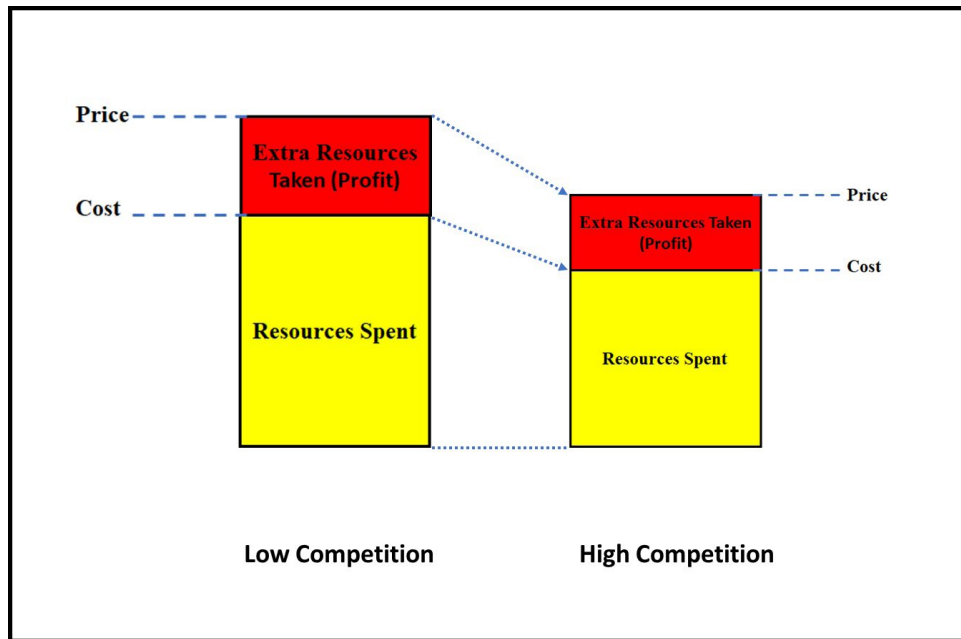 Price
Extra Resources
Taken (Profit)
Cost
Resources Spent
Price
Extra Resources Taken
(Profit)
Cost
Resources Spent
Low Competition
High Competition